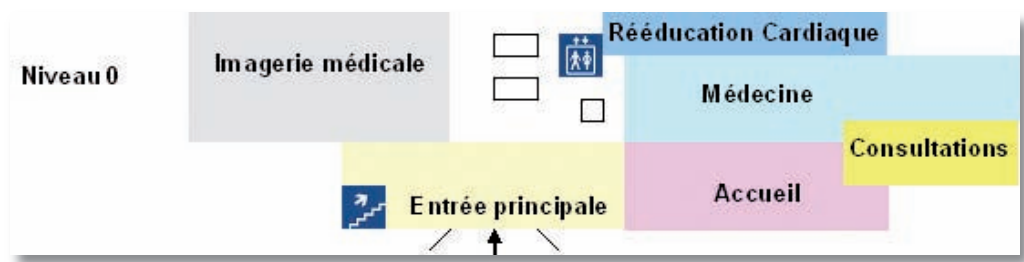 Niveau 0
Imagerie médicale
Rééducation Cardiaque
Médecine
Consultations
Entrée principale
Accueil